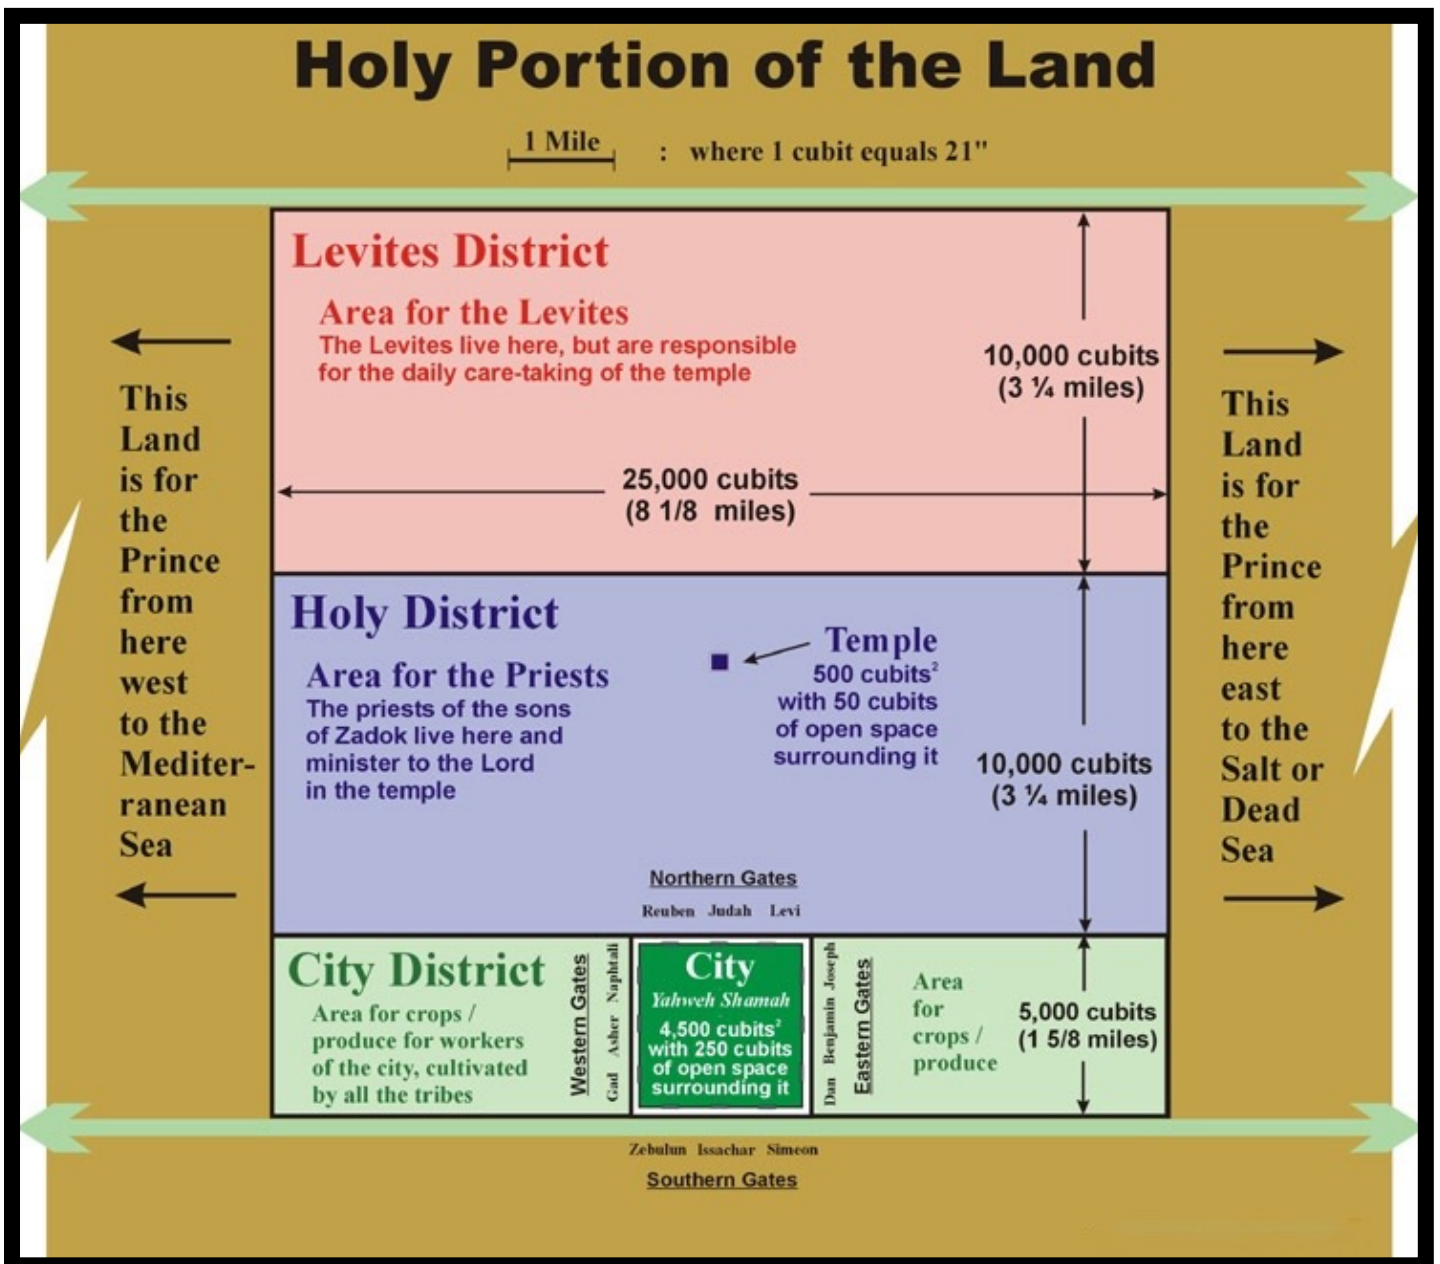 Holy Portion of the Land
1 Mile : where 1 cubit equals 21"
Levites District
Area for the Levites
The Levites live here, but are responsible
for the daily care-taking of the temple
10,000 cubits
(3 ¼ miles)
25,000 cubits
(8 1/8 miles)
This
Land
is for
the
Prince
from
here
west
to the
Mediter-
ranean
Sea
This
Land
is for
the
Prince
from
here
east
to the
Salt or
Dead
Sea
Holy District
Area for the Priests
The priests of the sons
of Zadok live here and
minister to the Lord
in the temple
Temple
500 cubits²
with 50 cubits
of open space
surrounding it
10,000 cubits
(3 ¼ miles)
Northern Gates
Reuben Judah Levi
City District
Area for crops /
produce for workers
of the city, cultivated
by all the tribes
Western Gates
Gad Asher Naphtali
City
Yahweh Shamah
4,500 cubits²
with 250 cubits
of open space
surrounding it
Dan Benjamin Joseph
Eastern Gates
Area
for
crops /
produce
5,000 cubits
(1 5/8 miles)
Zebulun Issachar Simeon
Southern Gates